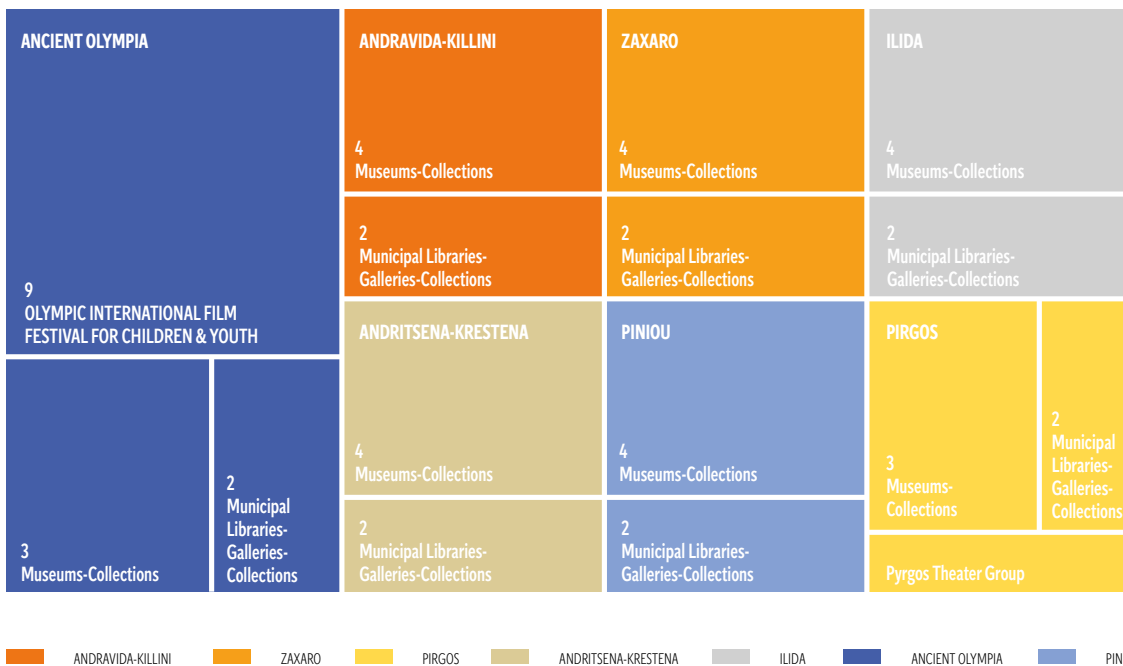 ANCIENT OLYMPIA
9
OLYMPIC INTERNATIONAL FILM
FESTIVAL FOR CHILDREN & YOUTH
3
Museums-Collections
2
Municipal
Libraries-
Galleries-
Collections
ANDRAVIDA-KILLINI
4
Museums-Collections
2
Municipal Libraries-
Galleries-Collections
ZAXARO
4
Museums-Collections
2
Municipal Libraries-
Galleries-Collections
ILIDA
4
Museums-Collections
2
Municipal Libraries-
Galleries-Collections
ANDRITSENA-KRESTENA
4
Museums-Collections
2
Municipal Libraries-
Galleries-Collections
PINIOU
4
Museums-Collections
2
Municipal Libraries-
Galleries-Collections
PIRGOS
3
Museums-
Collections
2
Municipal
Libraries-
Galleries-
Collections
Pyrgos Theater Group
ANDRAVIDA-KILLINI ZAXARO PIRGOS ANDRITSENA-KRESTENA ILIDA ANCIENT OLYMPIA PIN